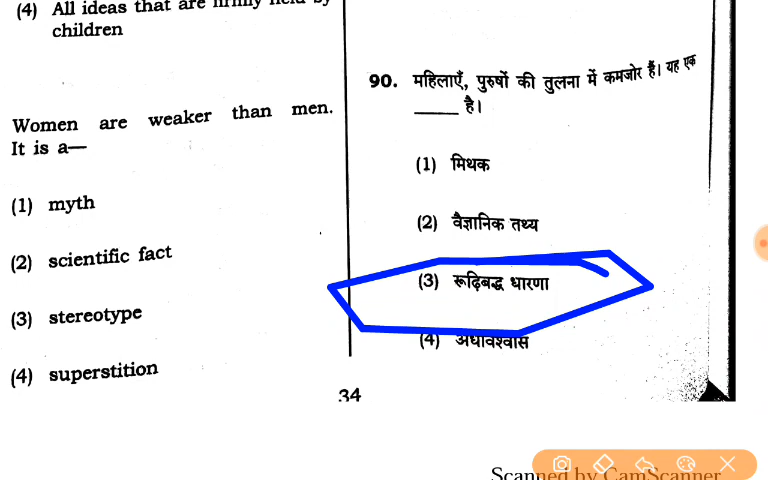 (4) All ideas that are firmly held by
children
Women are weaker than men.
It is a—
(1) myth
(2) scientific fact
(3) stereotype
(4) superstition
90. महिलाएँ, पुरुषों की तुलना में कमजोर हैं। यह एक
_____ है।
(1) मिथक
(2) वैज्ञानिक तथ्य
(3) रूढ़िबद्ध धारणा
(4) अंधविश्वास
34
Scanned by CamScanner